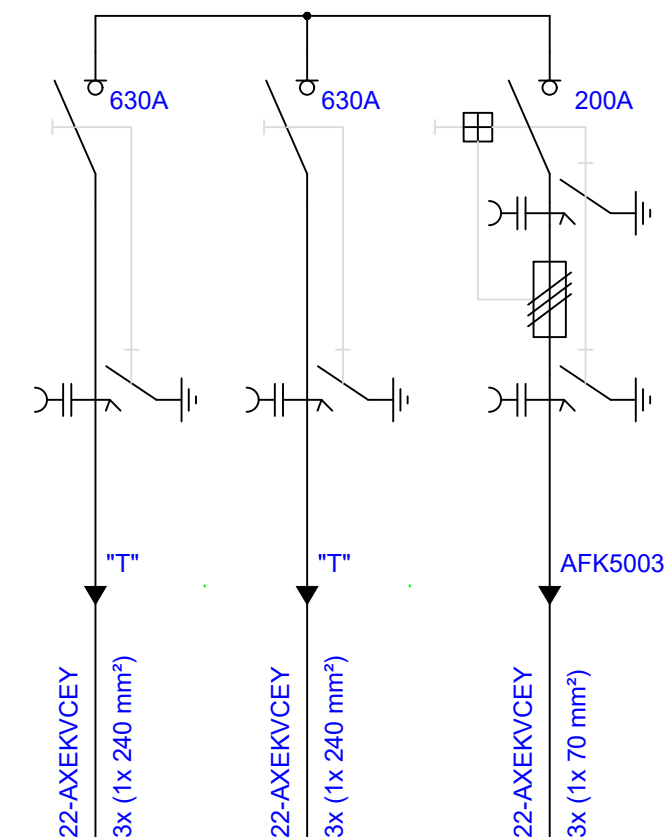 630A
630A
200A
"T"
"T"
AFK5003
22-AXEKVCEY
3x (1x 240 mm²)
22-AXEKVCEY
3x (1x 240 mm²)
22-AXEKVCEY
3x (1x 70 mm²)